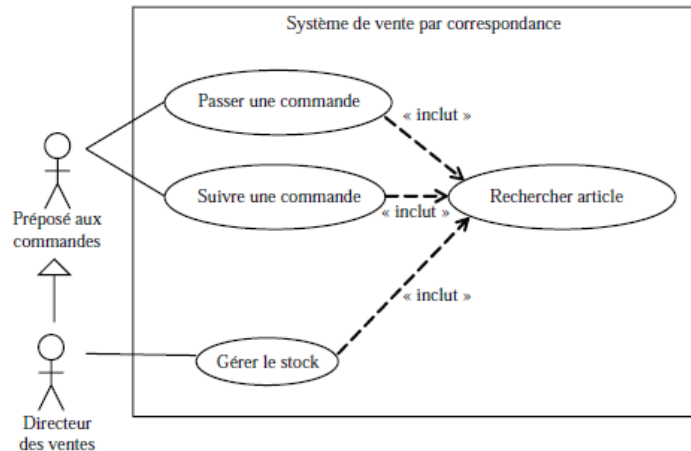 Système de vente par correspondance
Passer une commande
« inclut »
Préposé aux
commandes
Suivre une commande
« inclut »
Rechercher article
« inclut »
Gérer le stock
Directeur
des ventes